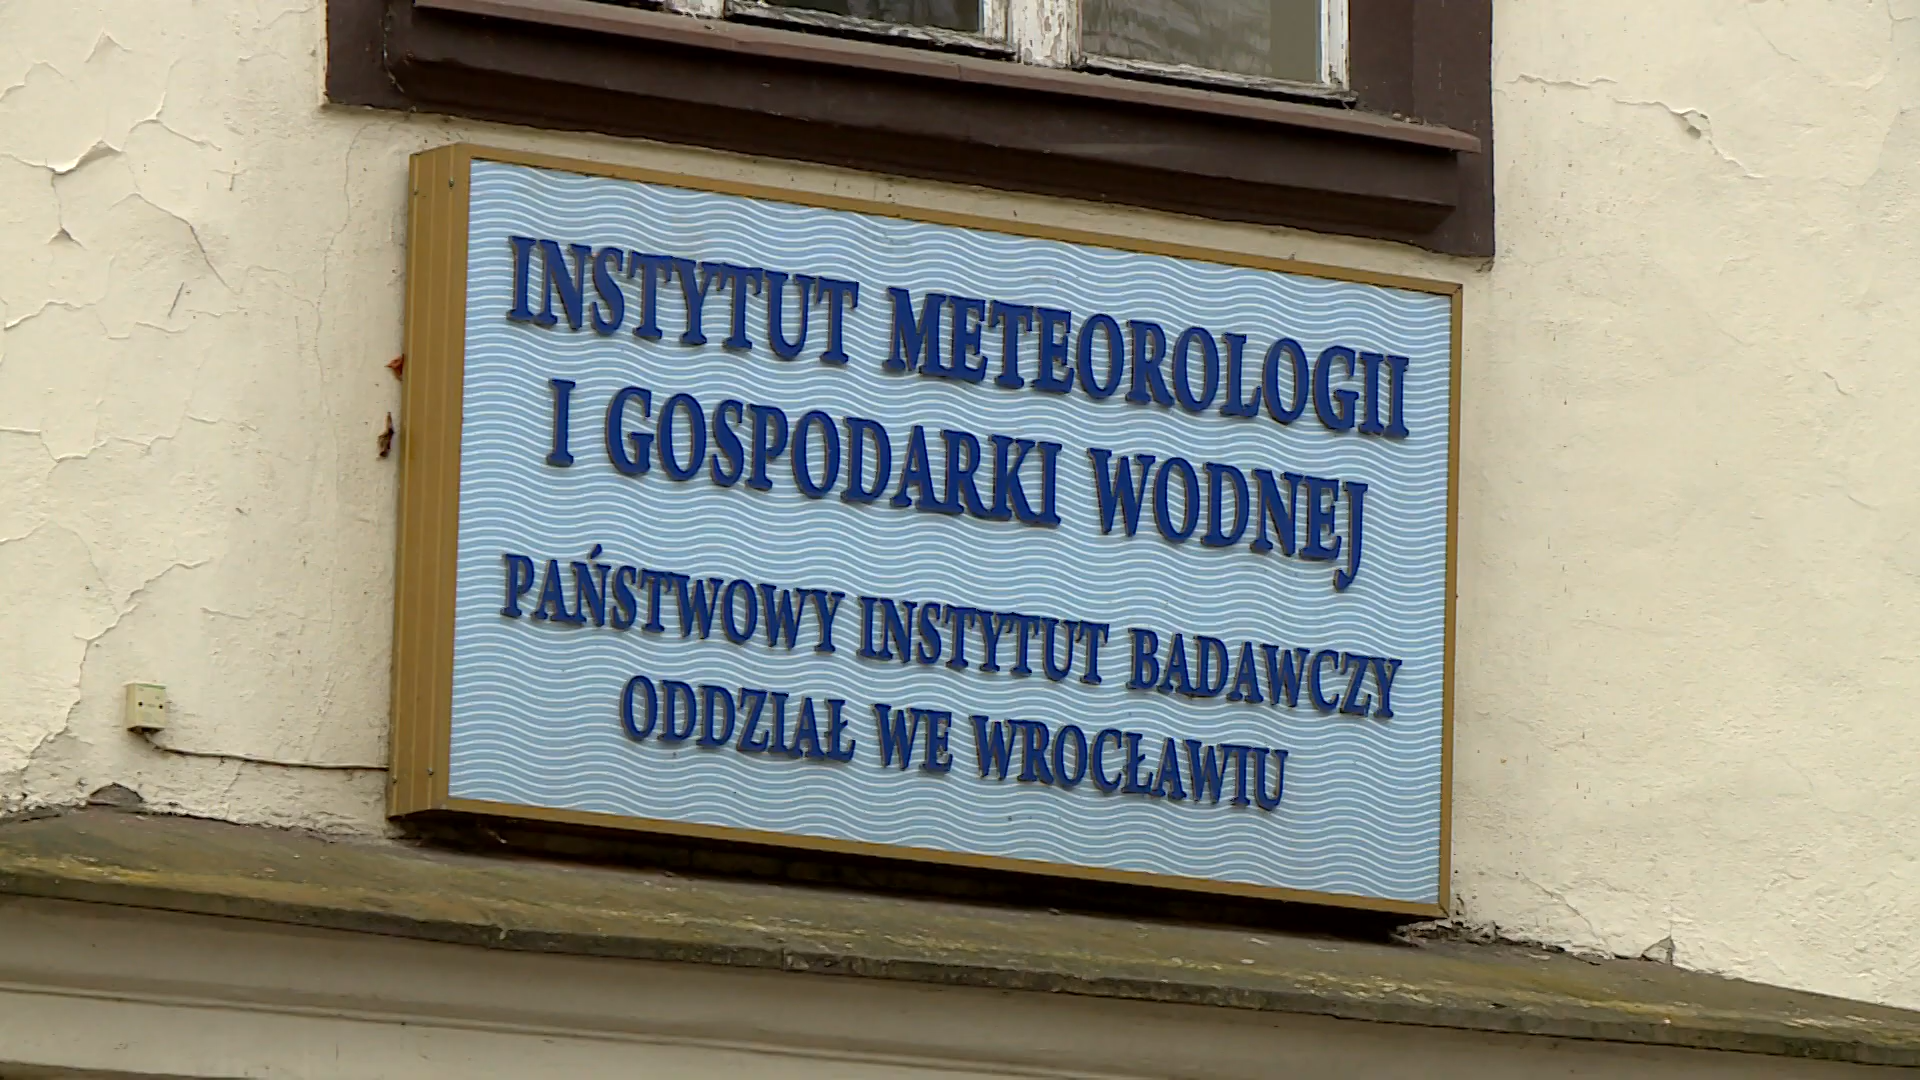 INSTYTUT METEOROLOGII
I GOSPODARKI WODNEJ
PAŃSTWOWY INSTYTUT BADAWCZY
ODDZIAŁ WE WROCŁAWIU